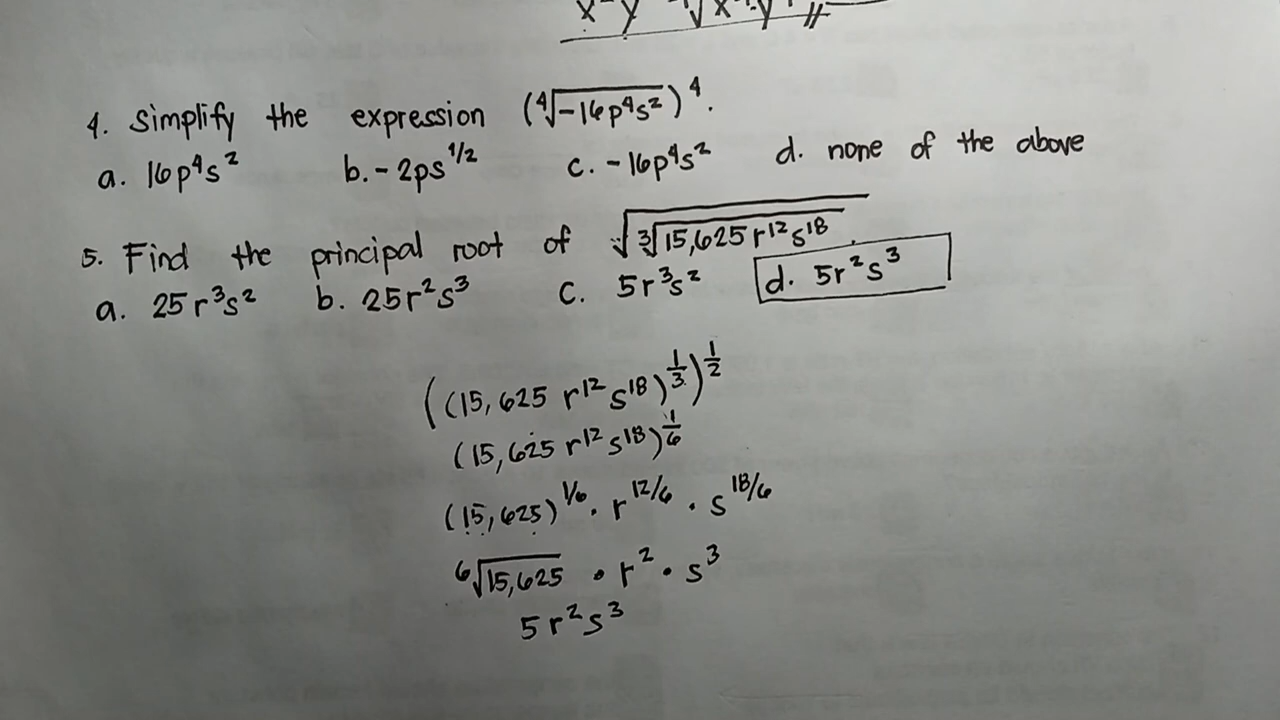 4. Simplify the expression (∜-16p⁴s²)⁴.
a. 16p⁴s² b. -2ps^1/2 c. -16p⁴s² d. none of the above
5. Find the principal root of √∛15,625r¹²s¹⁸.
a. 25r³s² b. 25r²s³ c. 5r³s² d. 5r²s³
((15,625 r¹² s¹⁸)^1/3)^1/2
(15,625 r¹² s¹⁸)^1/6
(15,625)^1/6 · r^12/6 · s^18/6
⁶√15,625 · r² · s³
5r²s³